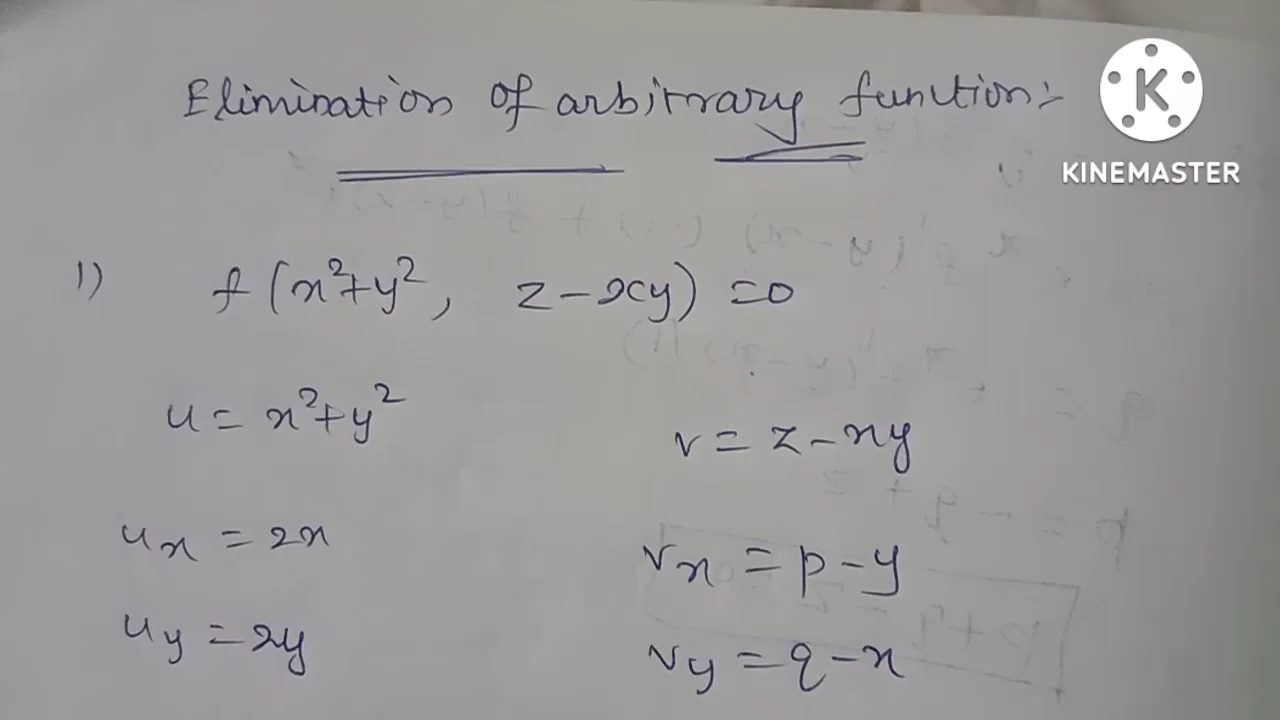 Elimination of arbitrary function:-
K
KINEMASTER
1) f(x²+y², z-xy) =0
u = x²+y² v = z-xy
ux = 2x vx = p-y
uy = 2y vy = q-x